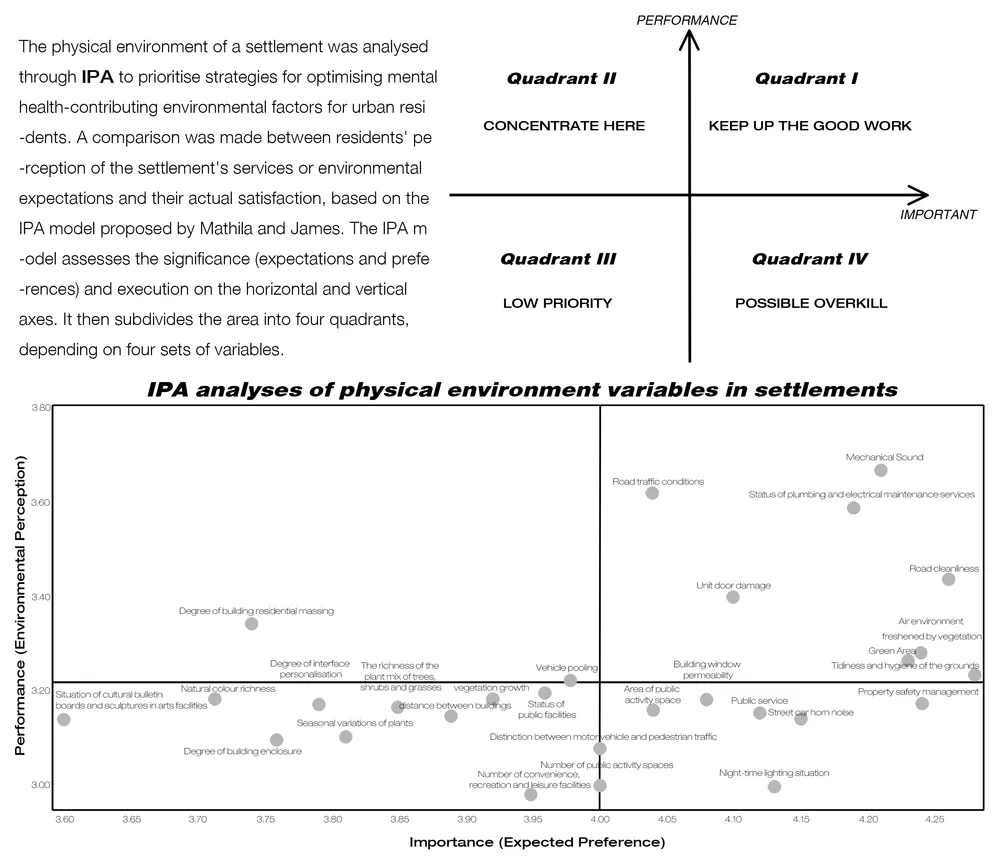 The physical environment of a settlement was analysed
through IPA to prioritise strategies for optimising mental
health-contributing environmental factors for urban resi
-dents. A comparison was made between residents' pe
-rception of the settlement's services or environmental
expectations and their actual satisfaction, based on the
IPA model proposed by Mathila and James. The IPA m
-odel assesses the significance (expectations and prefe
-rences) and execution on the horizontal and vertical
axes. It then subdivides the area into four quadrants,
depending on four sets of variables.
PERFORMANCE
Quadrant II
Quadrant I
CONCENTRATE HERE
KEEP UP THE GOOD WORK
IMPORTANT
Quadrant III
Quadrant IV
LOW PRIORITY
POSSIBLE OVERKILL
IPA analyses of physical environment variables in settlements
Performance (Environmental Perception)
3.80
3.60
3.40
3.20
3.00
Mechanical Sound
Road traffic conditions
Status of plumbing and electrical maintenance services
Road cleanliness
Unit door damage
Degree of building residential massing
Air environment
freshened by vegetation
Green Area
Tidiness and hygiene of the grounds
Degree of interface
personalisation
The richness of the
plant mix of trees,
shrubs and grasses
Vehicle pooling
Building window
permeability
Situation of cultural bulletin
boards and sculptures in arts facilities
Natural colour richness
vegetation growth
distance between buildings
Status of
public facilities
Area of public
activity space
Public service
Property safety management
Street car horn noise
Seasonal variations of plants
Degree of building enclosure
Distinction between motor vehicle and pedestrian traffic
Number of public activity spaces
Number of convenience,
recreation and leisure facilities
Night-time lighting situation
3.60
3.65
3.70
3.75
3.80
3.85
3.90
3.95
4.00
4.05
4.10
4.15
4.20
4.25
Importance (Expected Preference)